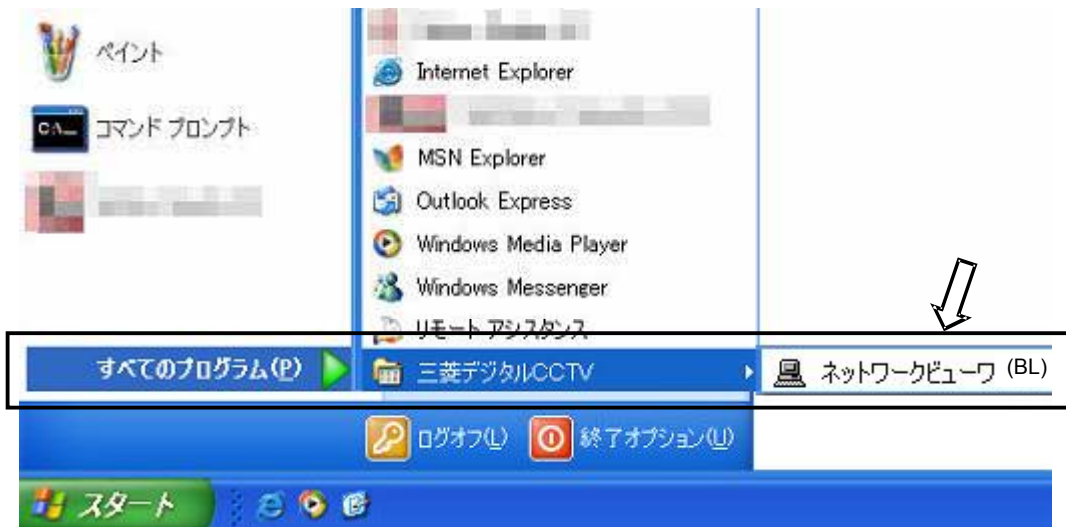 ペイント
C:\_
コマンド プロンプト
Internet Explorer
MSN Explorer
Outlook Express
Windows Media Player
Windows Messenger
リモート アシスタンス
すべてのプログラム(P)
三菱デジタルCCTV
ネットワークビューワ (BL)
ログオフ(L)
終了オプション(U)
スタート